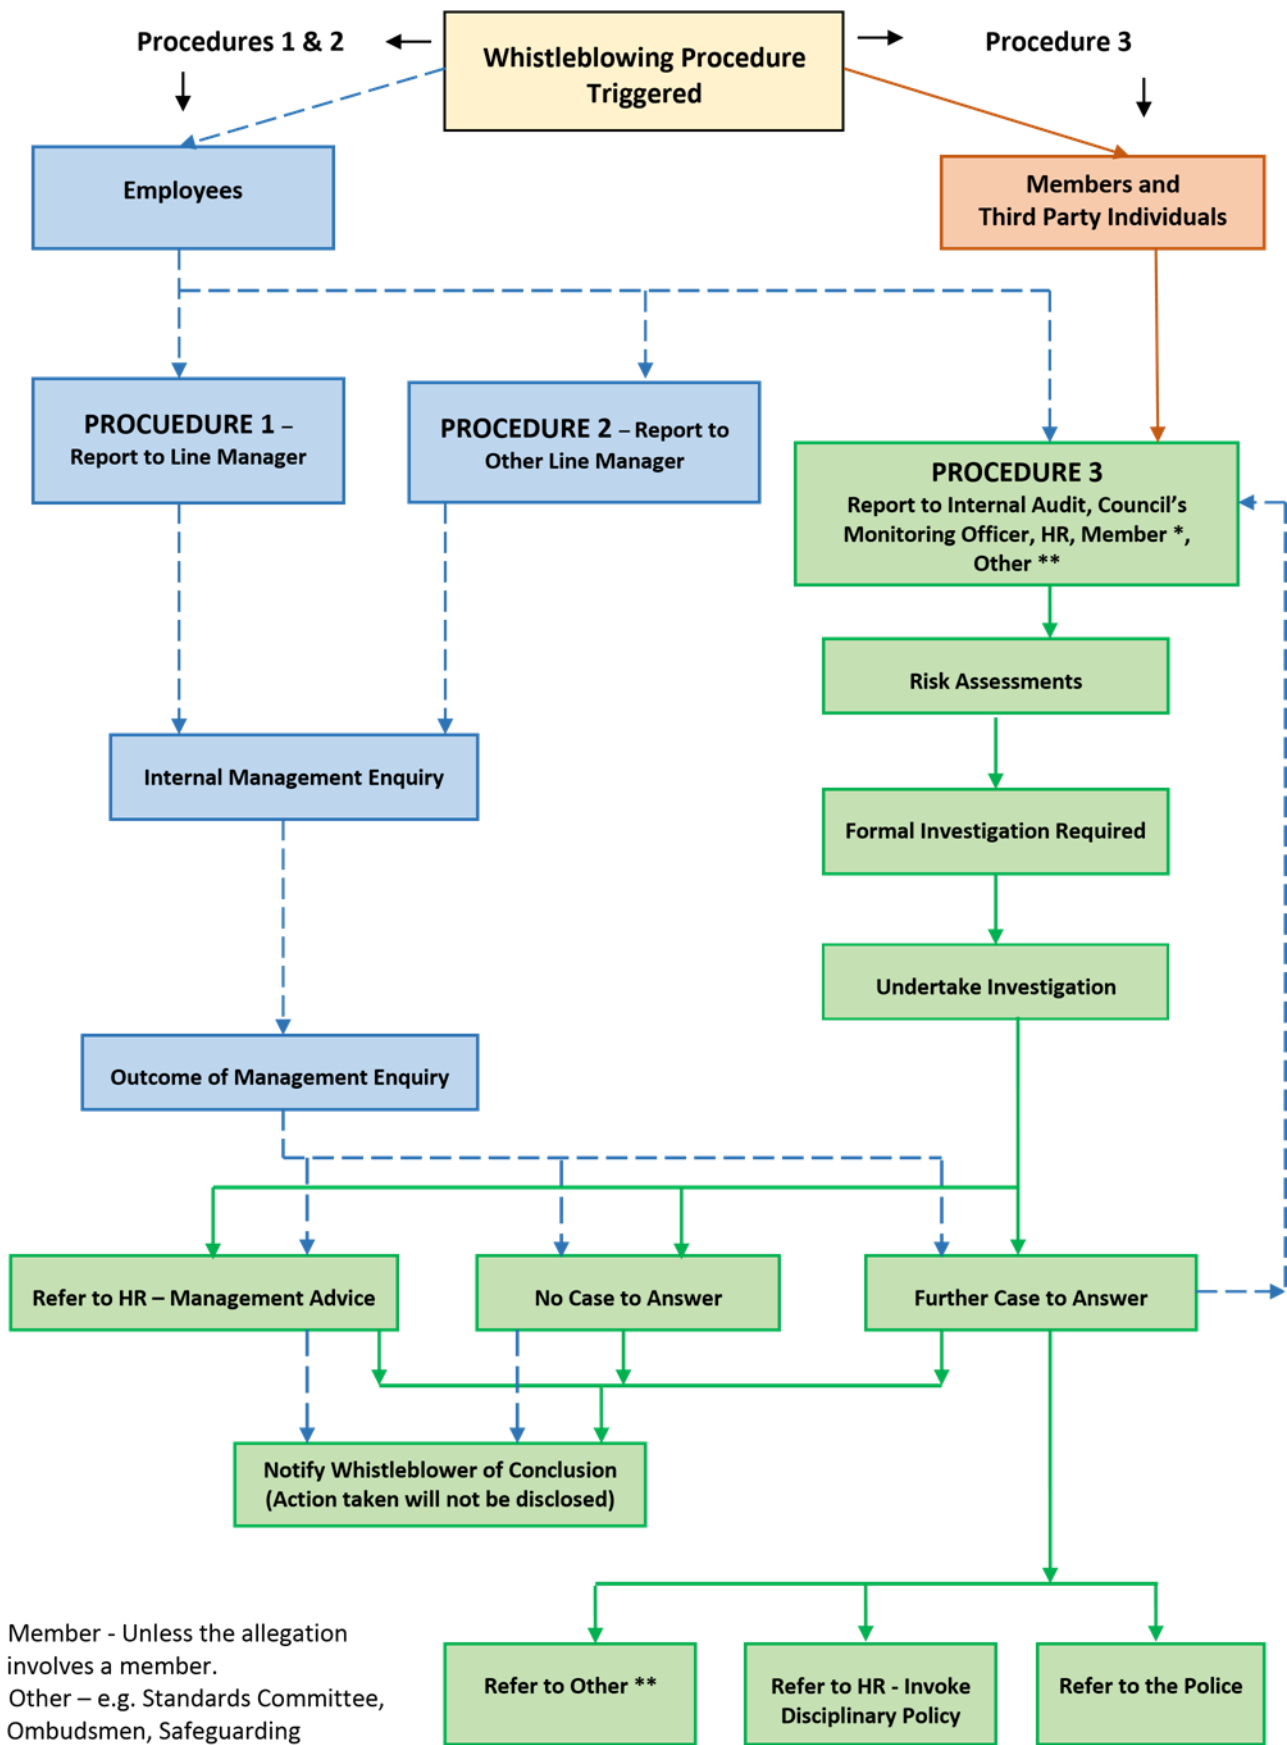 Procedures 1 & 2
Whistleblowing Procedure
Triggered
Procedure 3
Employees
Members and
Third Party Individuals
PROCUEDURE 1 –
Report to Line Manager
PROCEDURE 2 – Report to
Other Line Manager
PROCEDURE 3
Report to Internal Audit, Council's
Monitoring Officer, HR, Member *,
Other **
Risk Assessments
Internal Management Enquiry
Formal Investigation Required
Undertake Investigation
Outcome of Management Enquiry
Refer to HR – Management Advice
No Case to Answer
Further Case to Answer
Notify Whistleblower of Conclusion
(Action taken will not be disclosed)
Member - Unless the allegation
involves a member.
Other – e.g. Standards Committee,
Ombudsmen, Safeguarding
Refer to Other **
Refer to HR - Invoke
Disciplinary Policy
Refer to the Police